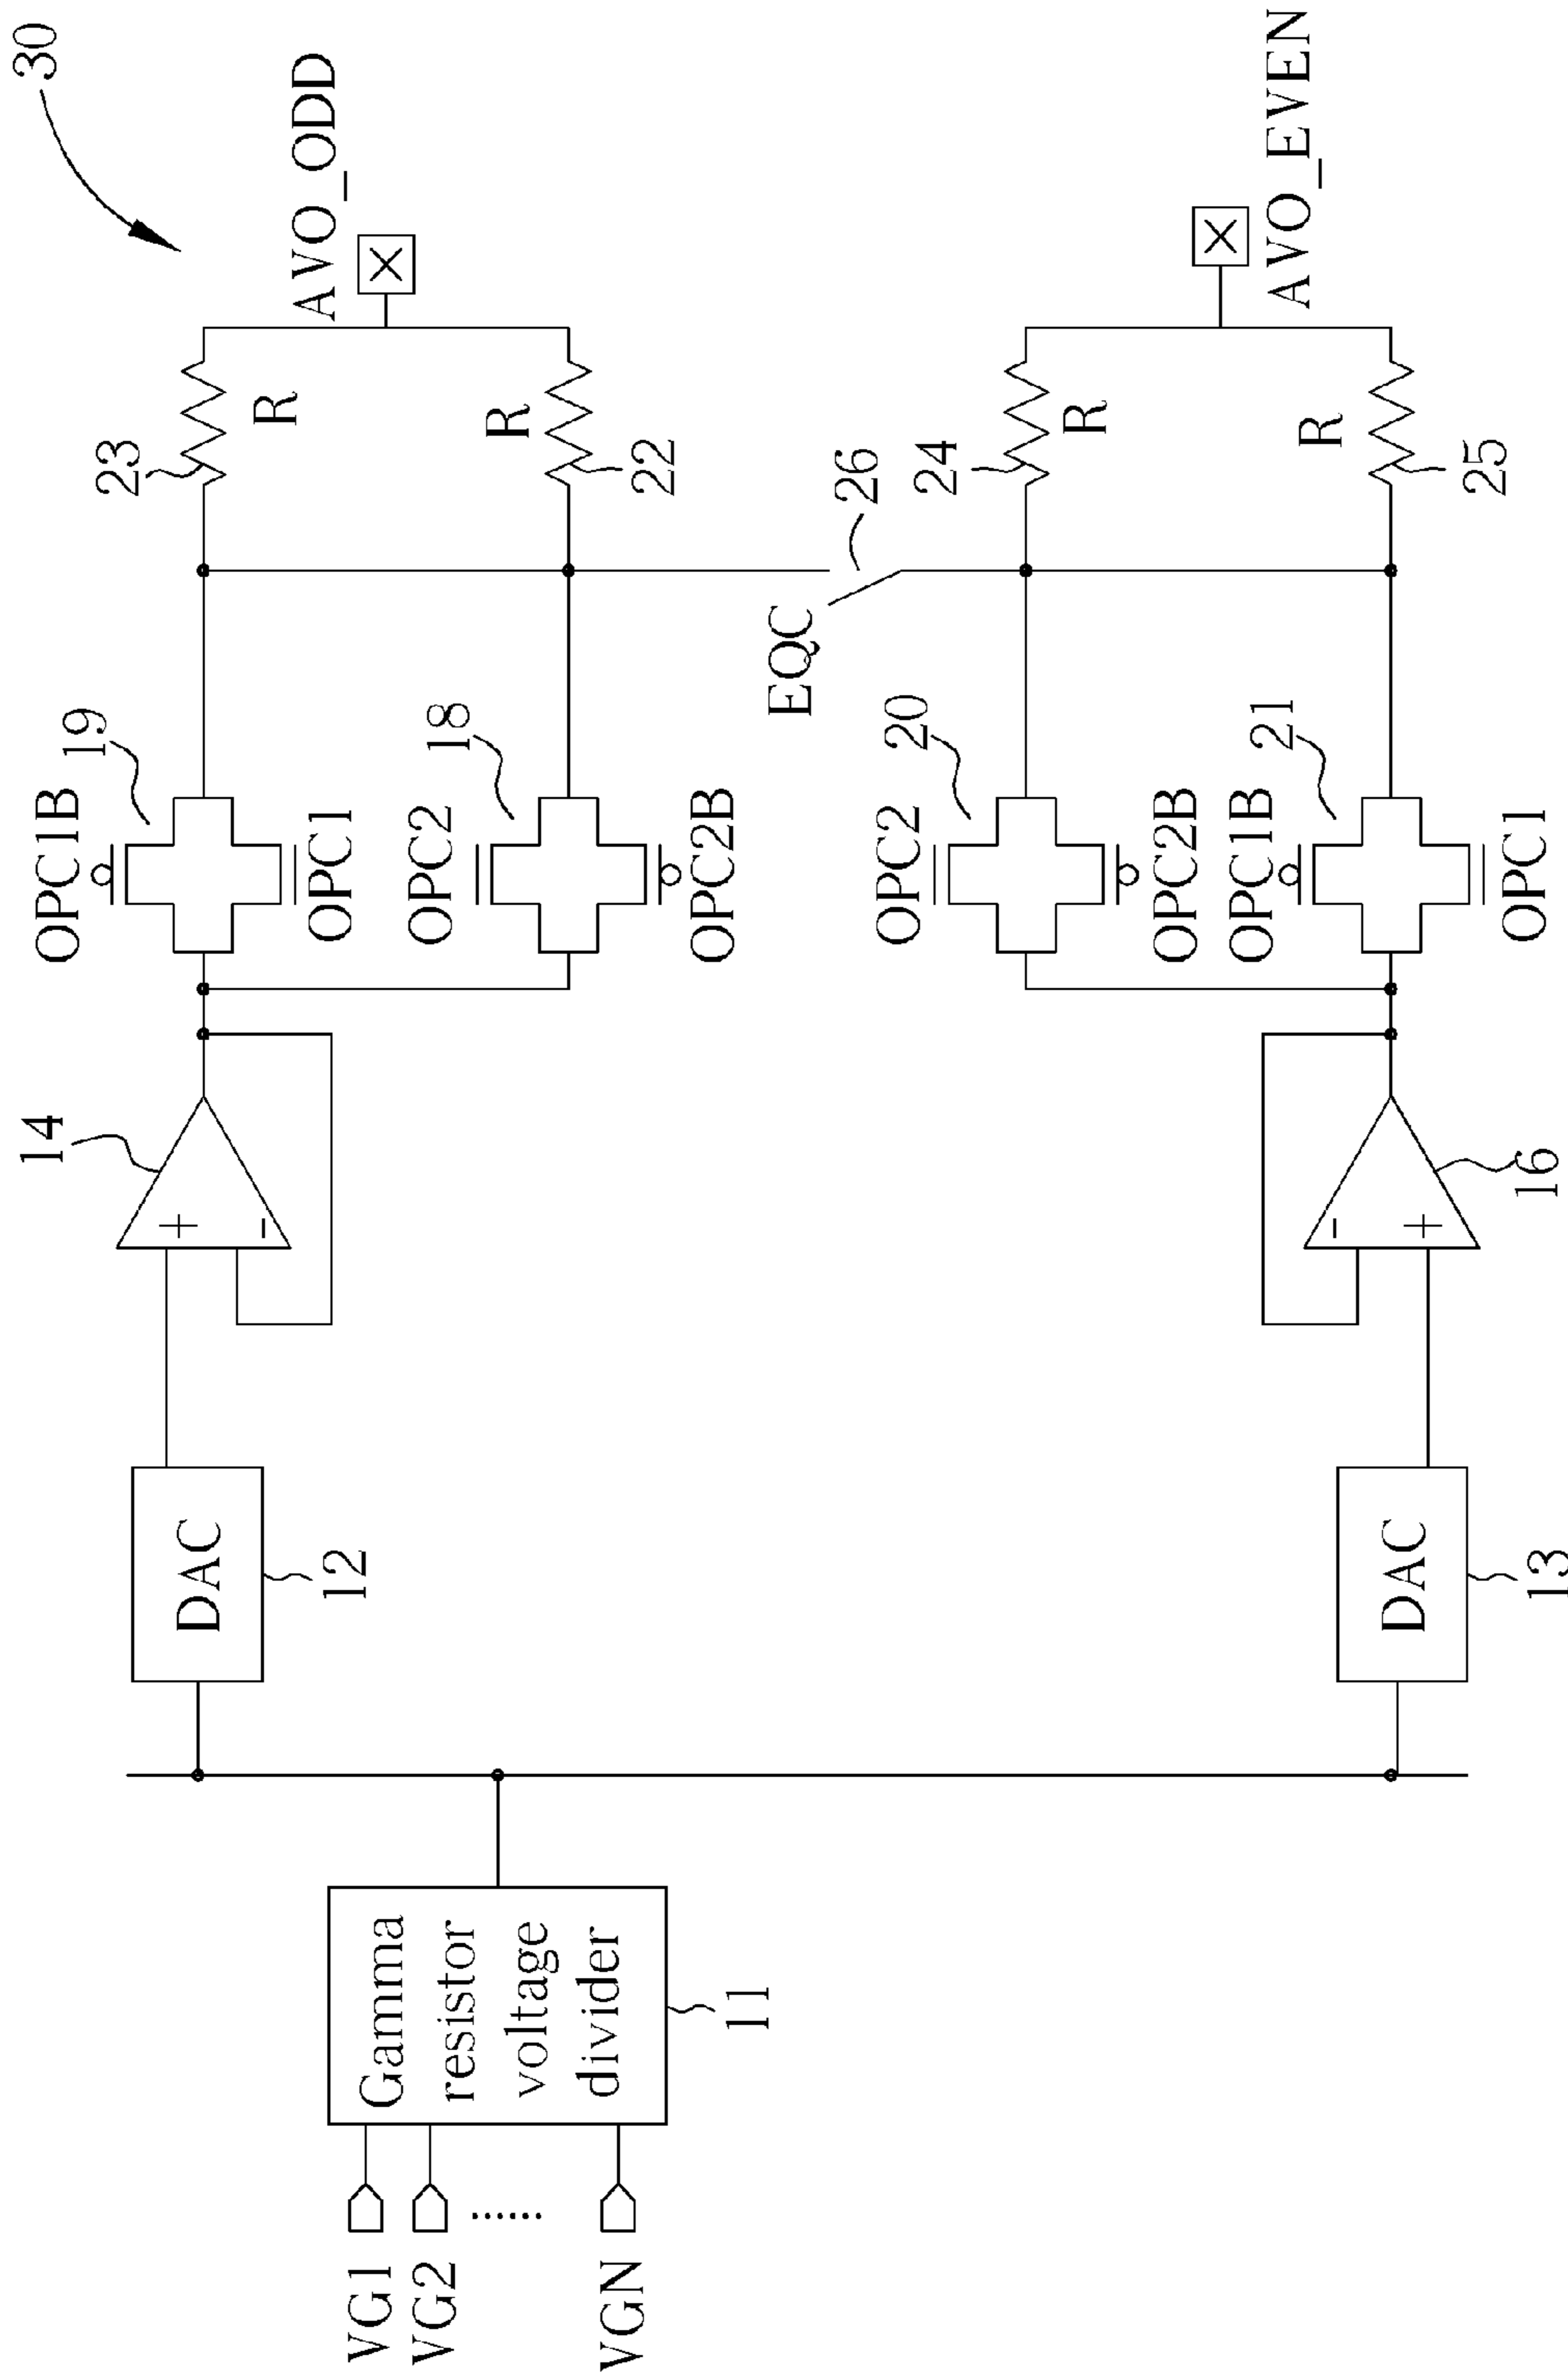 30
AVO_ODD
23
R
R
22
OPC1B
19
OPC1
OPC2
18
OPC2B
14
+
-
DAC
12
EQC
26
24
R
R
25
AVO_EVEN
OPC2
20
OPC2B
OPC1B
21
OPC1
-
+
16
DAC
13
Gamma
resistor
voltage
divider
11
VG1
VG2
......
VGN